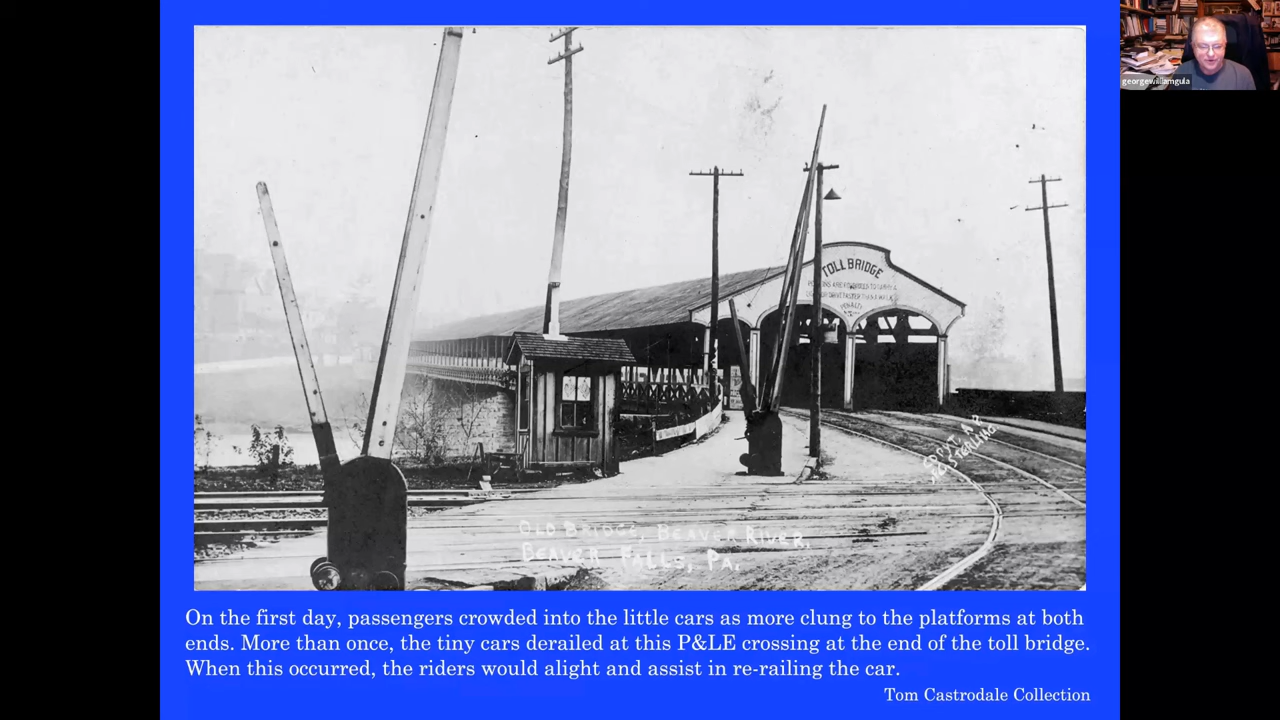 georgewilliamgula
TOLL BRIDGE
OLD BRIDGE, BEAVER RIVER,
BEAVER FALLS, PA.
On the first day, passengers crowded into the little cars as more clung to the platforms at both
ends. More than once, the tiny cars derailed at this P&LE crossing at the end of the toll bridge.
When this occurred, the riders would alight and assist in re-railing the car.
Tom Castrodale Collection